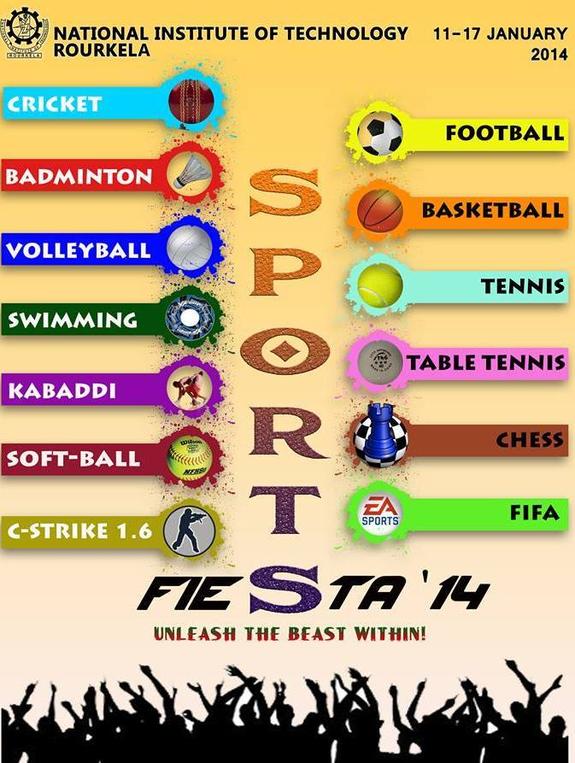 NATIONAL INSTITUTE OF TECHNOLOGY
ROURKELA
11-17 JANUARY
2014
CRICKET
BADMINTON
VOLLEYBALL
SWIMMING
KABADDI
SOFT-BALL
C-STRIKE 1.6
FOOTBALL
BASKETBALL
TENNIS
TABLE TENNIS
CHESS
EA
SPORTS
FIFA
Wilson
SPORTS
FIESTA '14
UNLEASH THE BEAST WITHIN!